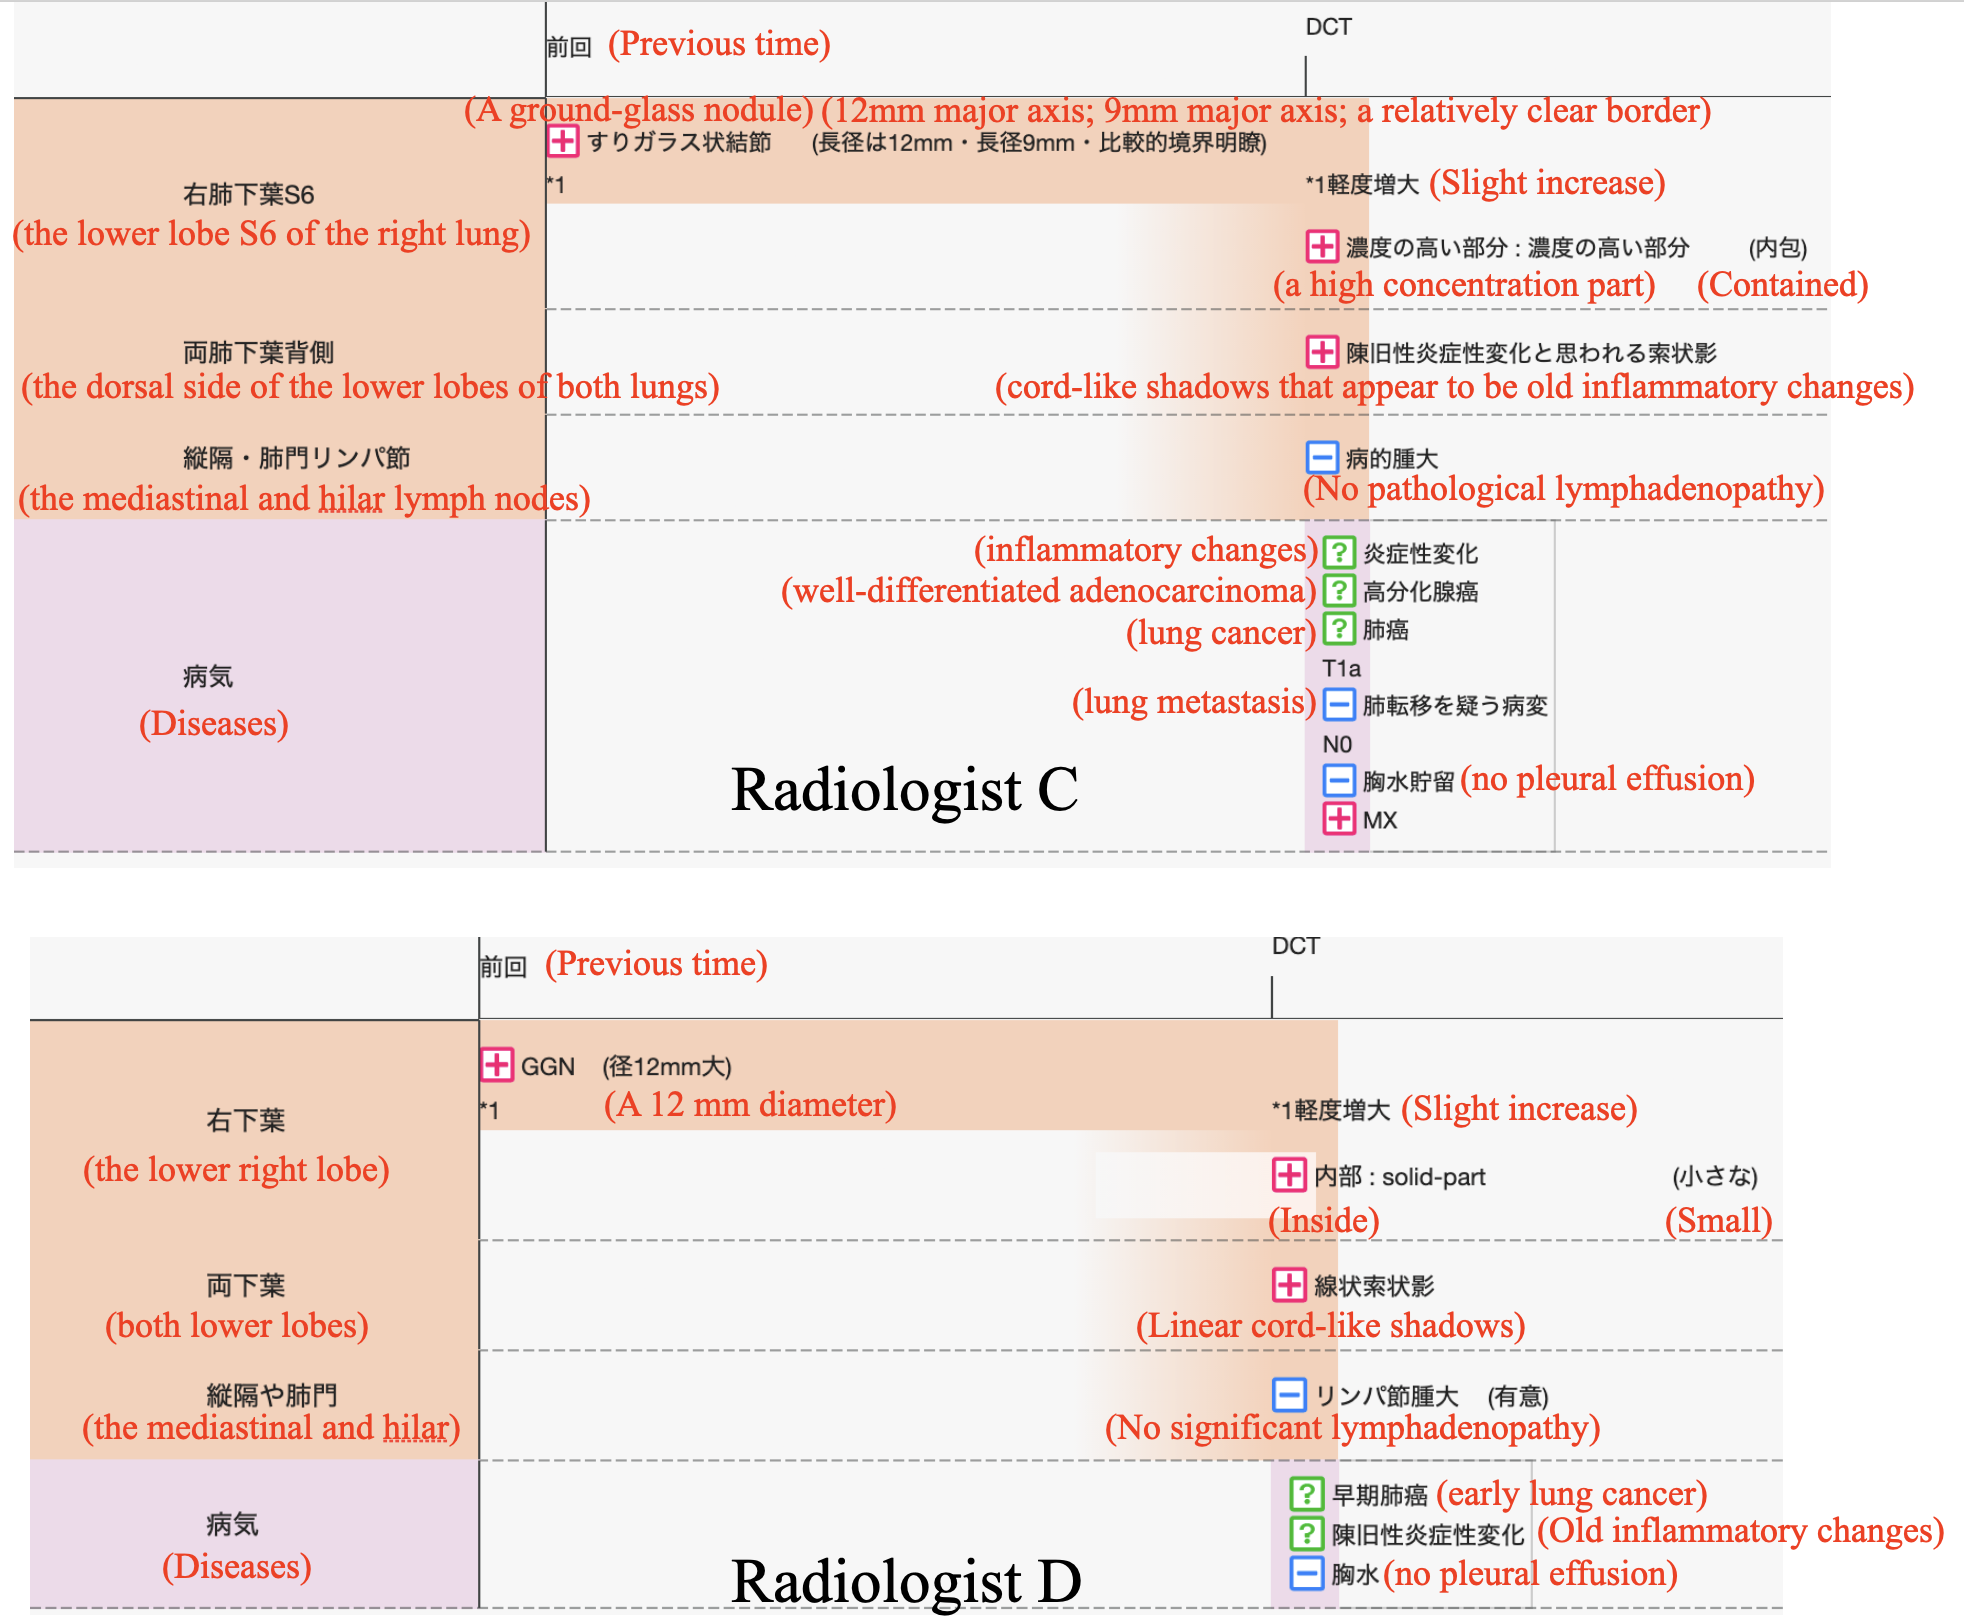 DCT
前回 (Previous time)
(A ground-glass nodule) (12mm major axis; 9mm major axis; a relatively clear border)
すりガラス状結節 (長径は12mm・長径9mm・比較的境界明瞭)
*1 *1軽度増大 (Slight increase)
右肺下葉S6
(the lower lobe S6 of the right lung)
濃度の高い部分 : 濃度の高い部分 (内包)
(a high concentration part) (Contained)
両肺下葉背側 陳旧性炎症性変化と思われる索状影
(the dorsal side of the lower lobes of both lungs) (cord-like shadows that appear to be old inflammatory changes)
縦隔・肺門リンパ節 病的腫大
(the mediastinal and hilar lymph nodes) (No pathological lymphadenopathy)
(inflammatory changes) ? 炎症性変化
(well-differentiated adenocarcinoma) ? 高分化腺癌
(lung cancer) ? 肺癌
T1a
病気
(Diseases)
(lung metastasis) 肺転移を疑う病変
N0
胸水貯留 (no pleural effusion)
MX
Radiologist C
DCT
前回 (Previous time)
GGN (径12mm大)
*1 (A 12 mm diameter) *1軽度増大 (Slight increase)
右下葉
(the lower right lobe)
内部 : solid-part (小さな)
(Inside) (Small)
両下葉 線状索状影
(both lower lobes) (Linear cord-like shadows)
縦隔や肺門 リンパ節腫大 (有意)
(the mediastinal and hilar) (No significant lymphadenopathy)
? 早期肺癌 (early lung cancer)
病気 ? 陳旧性炎症性変化 (Old inflammatory changes)
(Diseases) 胸水 (no pleural effusion)
Radiologist D